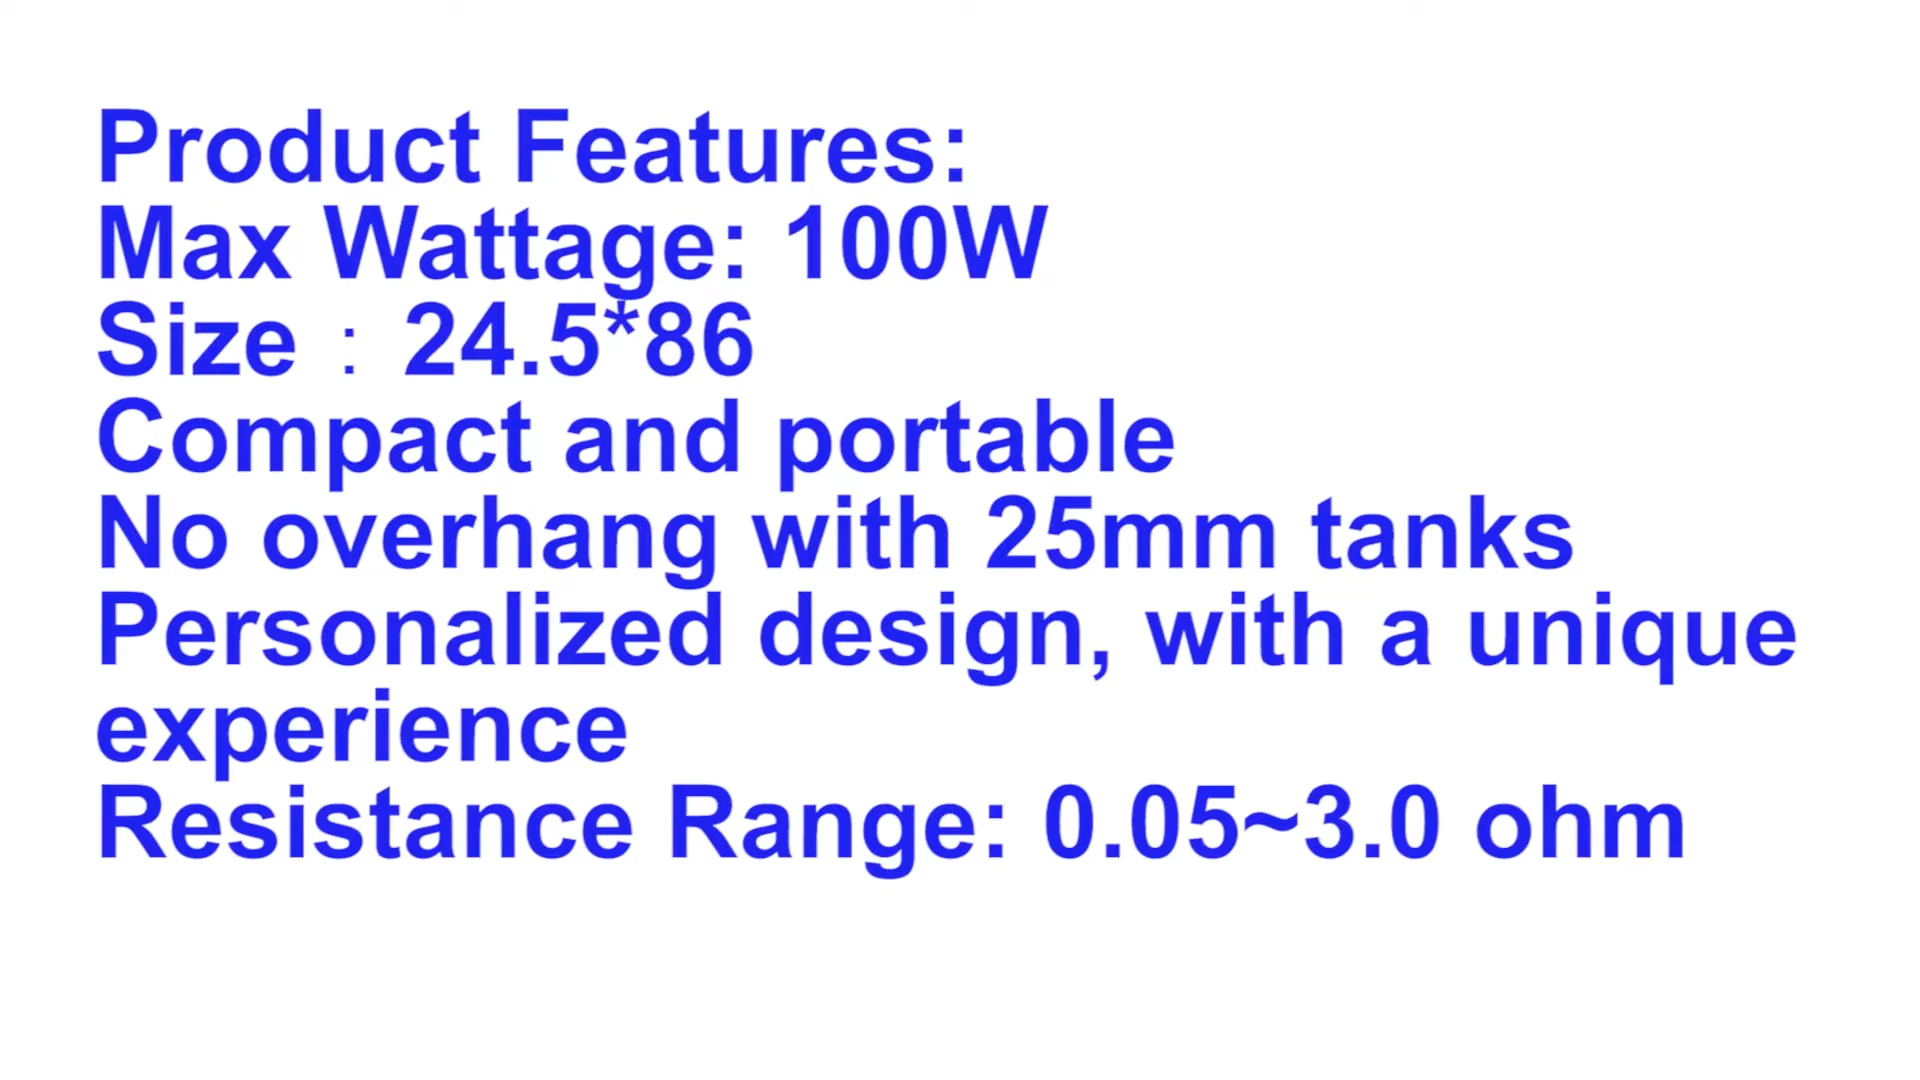 Product Features:
Max Wattage: 100W
Size：24.5*86
Compact and portable
No overhang with 25mm tanks
Personalized design, with a unique
experience
Resistance Range: 0.05~3.0 ohm